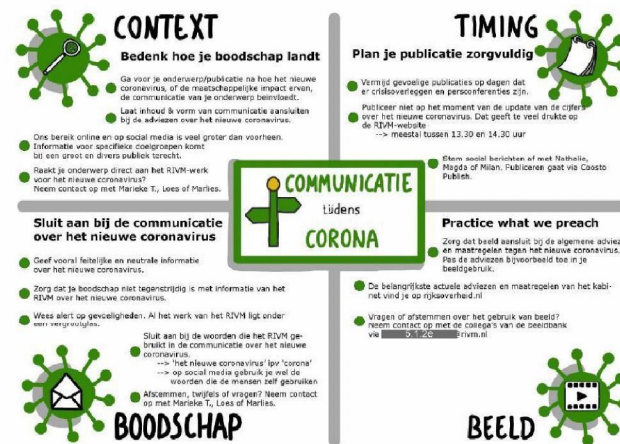 CONTEXT
Bedenk hoe je boodschap landt
Ga voor je onderwerp/publicatie na hoe het nieuwe
coronavirus, of de maatschappelijke impact ervan,
de communicatie van je onderwerp beïnvloedt.
Laat inhoud & vorm van communicatie aansluiten
bij de adviezen over het nieuwe coronavirus.
Ons bereik online en op social media is veel groter dan voorheen.
Informatie voor specifieke doelgroepen komt
bij een groot en divers publiek terecht.
Raakt je onderwerp direct aan het RIVM-werk
voor het nieuwe coronavirus?
Neem contact op met Marieke T., Loes of Marlies.
TIMING
Plan je publicatie zorgvuldig
Vermijd gevoelige publicaties op dagen dat
er crisisoverleggen en persconferenties zijn.
Publiceer niet op het moment van de update van de cijfers
over het nieuwe coronavirus. Dat geeft te veel drukte op
de RIVM-website
--> meestal tussen 13.30 en 14.30 uur
Stem social berichten af met Nathalie,
Magda of Milan. Publiceren gaat via Coosto
Publish.
COMMUNICATIE
tijdens
CORONA
Sluit aan bij de communicatie
over het nieuwe coronavirus
Geef vooral feitelijke en neutrale informatie
over het nieuwe coronavirus.
Zorg dat je boodschap niet tegenstrijdig is met informatie van het
RIVM over het nieuwe coronavirus.
Wees alert op gevoeligheden. Al het werk van het RIVM ligt onder
een vergrootglas.
Sluit aan bij de woorden die het RIVM ge-
bruikt in de communicatie over het nieuwe
coronavirus.
--> 'het nieuwe coronavirus' ipv 'corona'
--> op social media gebruik je wel de
woorden die de mensen zelf gebruiken
Afstemmen, twijfels of vragen? Neem contact
op met Marieke T., Loes of Marlies.
BOODSCHAP
Practice what we preach
Zorg dat beeld aansluit bij de algemene adviez
en maatregelen tegen het nieuwe coronavirus.
Pas de adviezen bijvoorbeeld toe in je
beeldgebruik.
De belangrijkste actuele adviezen en maatregelen van het kabi-
net vind je op rijksoverheid.nl
Vragen of afstemmen over het gebruik van beeld?
Neem contact op met de collega's van de beeldbank
via 5.1.2e rivm.nl
BEELD